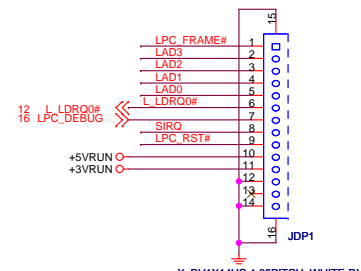 15
LPC_FRAME# 1
LAD3 2
LAD2 3
LAD1 4
LAD0 5
12 L_LDRQ0# L_LDRQ0# 6
16 LPC_DEBUG 7
SIRQ 8
LPC_RST# 9
+5VRUN 10
+3VRUN 11
12
13
14
16
JDP1